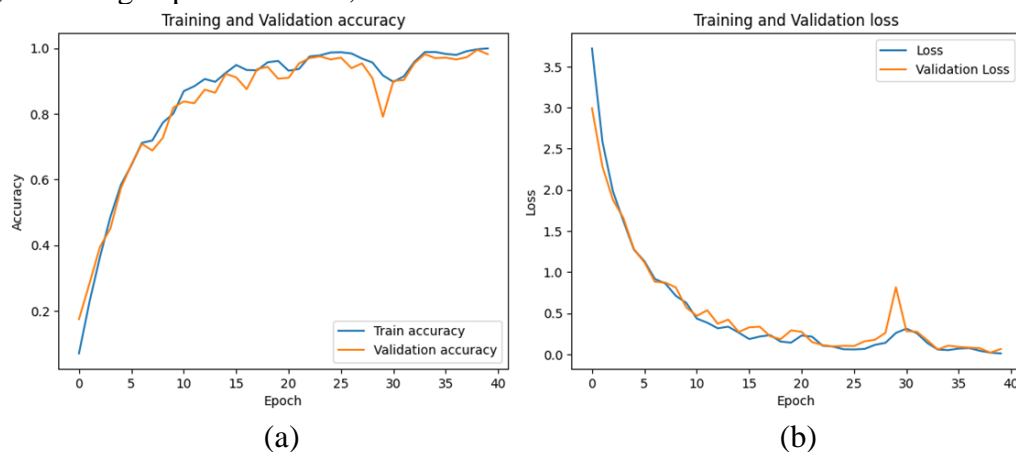 Training and Validation accuracy
1.0
0.8
0.6
0.4
0.2
Accuracy
Train accuracy
Validation accuracy
0 5 10 15 20 25 30 35 40
Epoch
(a)
Training and Validation loss
Loss
Validation Loss
3.5
3.0
2.5
2.0
1.5
1.0
0.5
0.0
Loss
0 5 10 15 20 25 30 35 40
Epoch
(b)